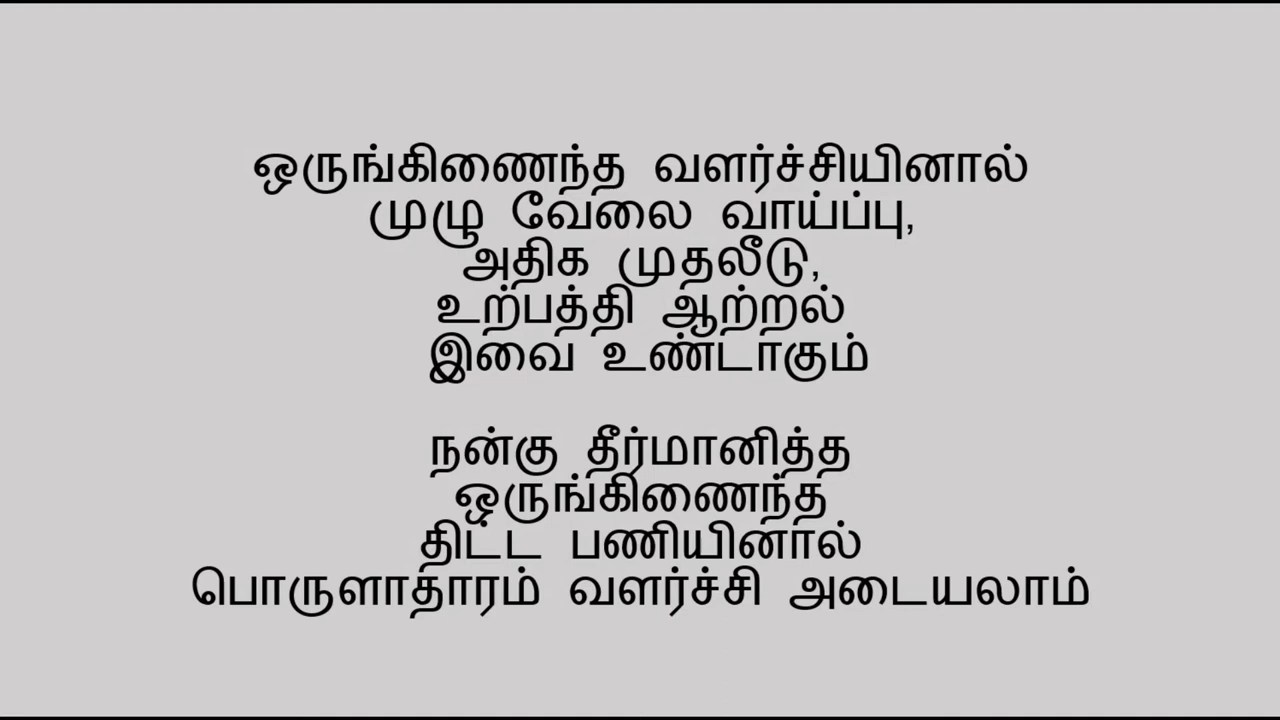 ஒருங்கிணைந்த வளர்ச்சியினால்
முழு வேலை வாய்ப்பு,
அதிக முதலீடு,
உற்பத்தி ஆற்றல்
இவை உண்டாகும்
நன்கு தீர்மானித்த
ஒருங்கிணைந்த
திட்ட பணியினால்
பொருளாதாரம் வளர்ச்சி அடையலாம்